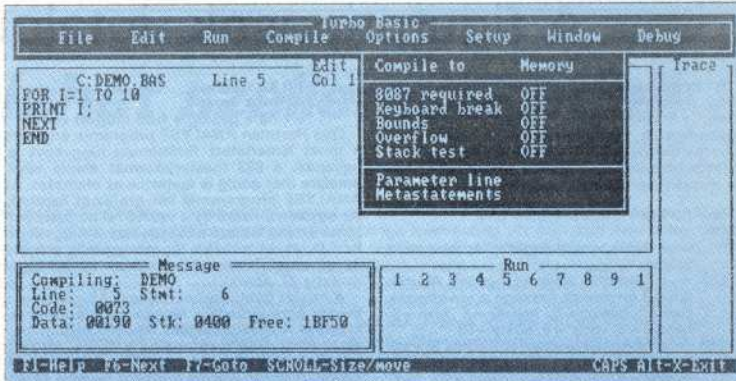 Turbo Basic
File Edit Run Compile Options Setup Window Debug
Edit
C:DEMO.BAS Line 5 Col 1
FOR I=1 TO 10
PRINT I;
NEXT
END
Compile to Memory
8087 required OFF
Keyboard break OFF
Bounds OFF
Overflow OFF
Stack test OFF
Parameter line
Metastatements
Trace
Message
Compiling: DEMO
Line: 5 Stmt: 6
Code: 0073
Data: 00190 Stk: 0400 Free: 1BF50
Run
1 2 3 4 5 6 7 8 9 1
F1-Help F6-Next F7-Goto SCROLL-Size/move CAPS Alt-X-Exit